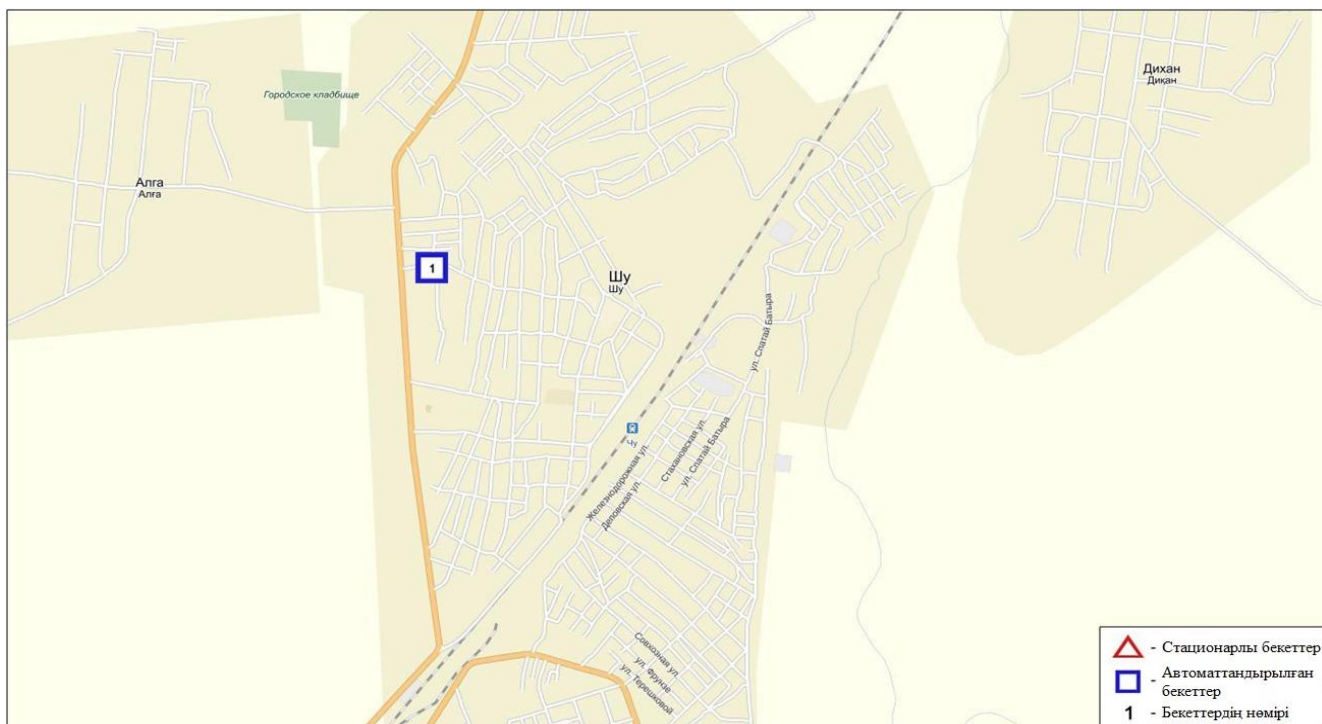 Дихан
Дикан
Городское кладбище
Алга
Алға
1
Шу
Шу
ул. Спатай Батыра
Стахановская ул.
ул. Спатай Батыра
Железнодорожная ул.
Деповская ул.
Совхозная ул.
ул. Фрунзе
ул. Терешковой
- Стационарлы бекеттер
- Автоматтандырылған
бекеттер
1 - Бекеттердің нөмірі